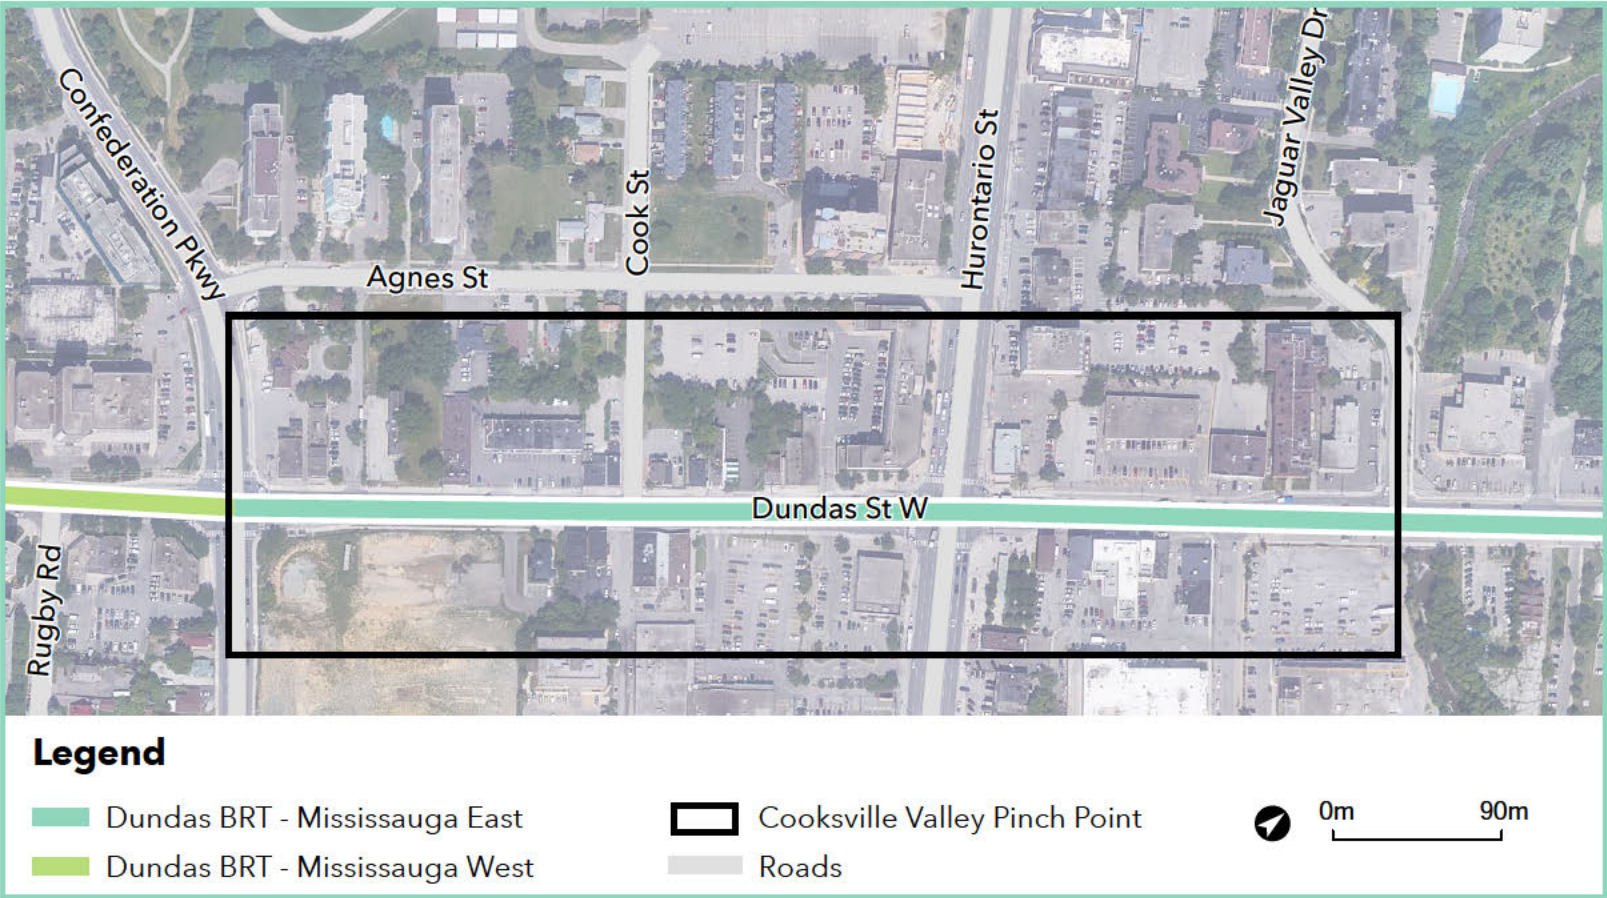 Confederation Pkwy
Agnes St
Cook St
Hurontario St
Jaguar Valley Dr
Dundas St W
Rugby Rd
Legend
Dundas BRT - Mississauga East
Cooksville Valley Pinch Point
0m 90m
Dundas BRT - Mississauga West
Roads